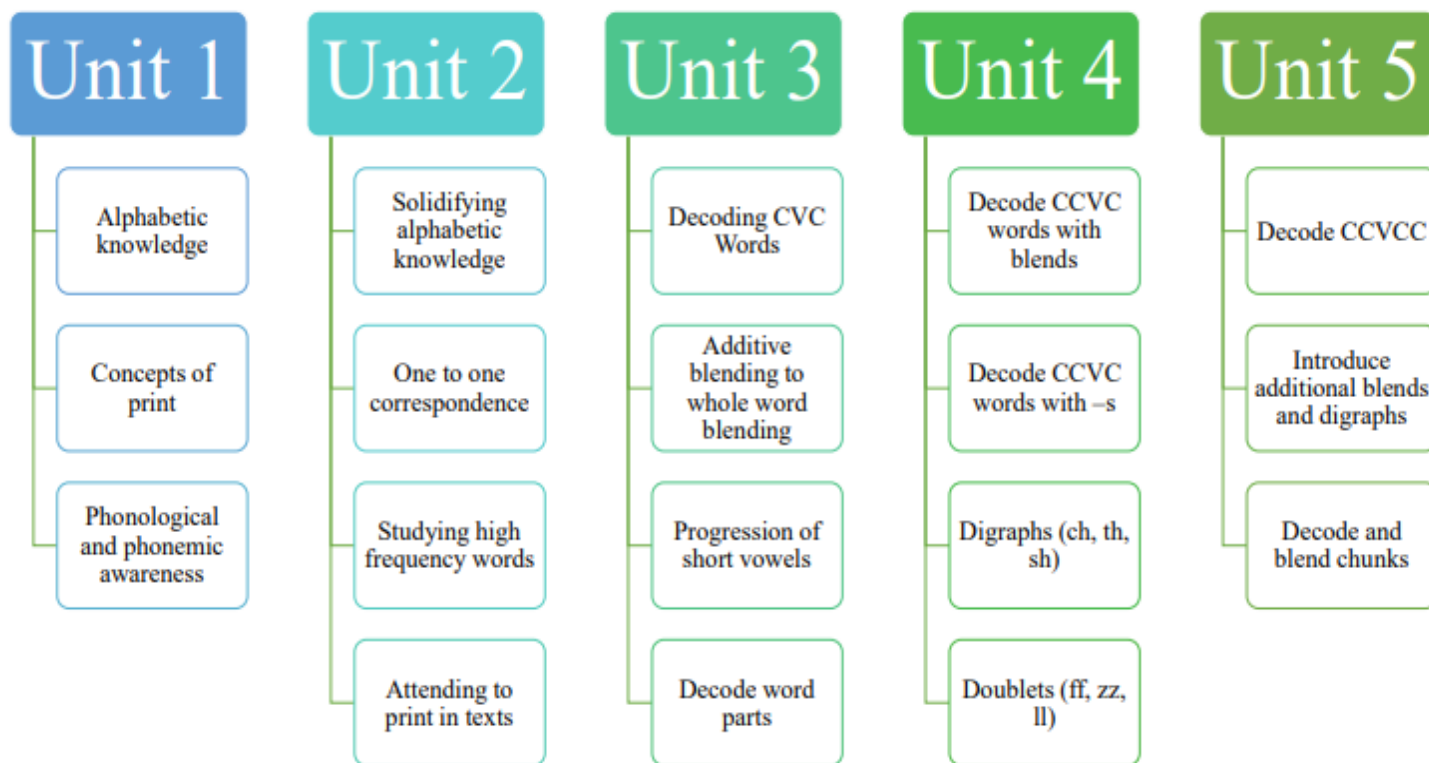 Unit 1
Alphabetic
knowledge
Concepts of
print
Phonological
and phonemic
awareness
Unit 2
Solidifying
alphabetic
knowledge
One to one
correspondence
Studying high
frequency words
Attending to
print in texts
Unit 3
Decoding CVC
Words
Additive
blending to
whole word
blending
Progression of
short vowels
Decode word
parts
Unit 4
Decode CCVC
words with
blends
Decode CCVC
words with –s
Digraphs (ch, th,
sh)
Doublets (ff, zz,
ll)
Unit 5
Decode CCVCC
Introduce
additional blends
and digraphs
Decode and
blend chunks